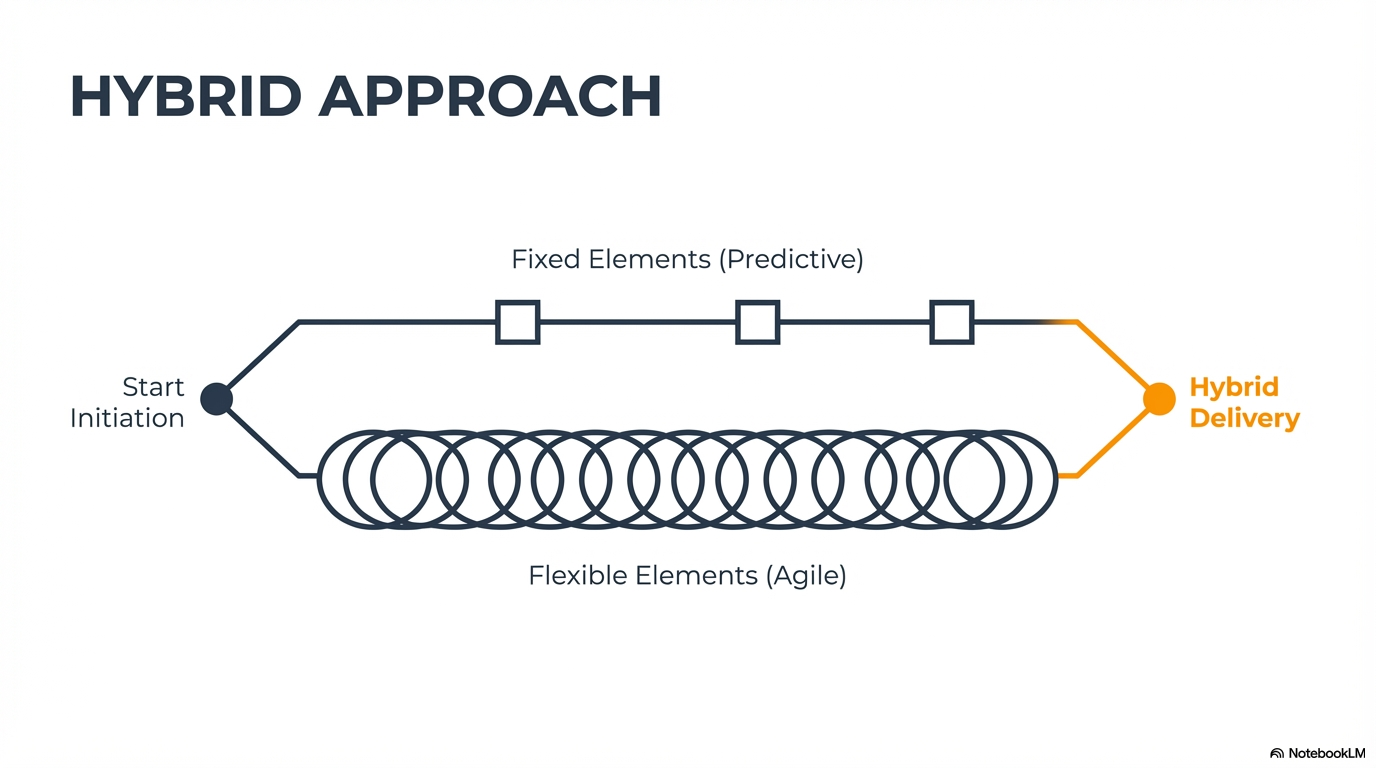 HYBRID APPROACH
Fixed Elements (Predictive)
Start
Initiation
Hybrid
Delivery
Flexible Elements (Agile)
NotebookLM